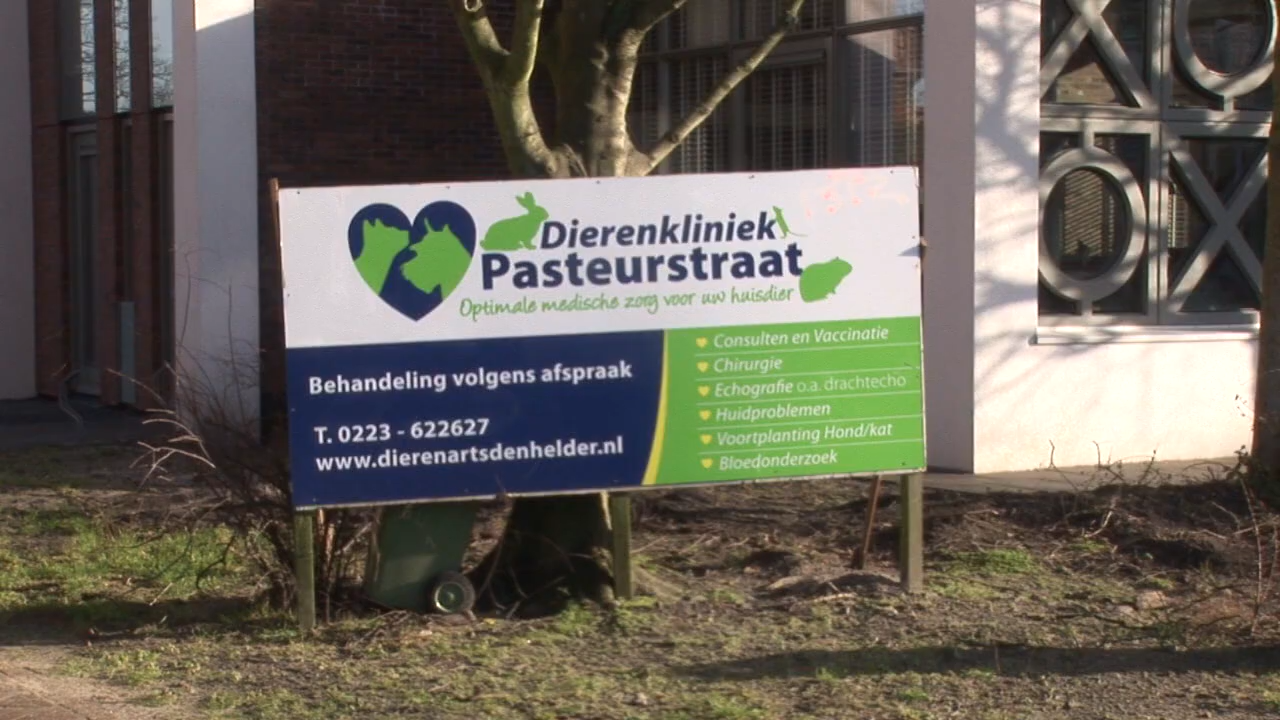 Dierenkliniek
Pasteurstraat
Optimale medische zorg voor uw huisdier
Behandeling volgens afspraak
T. 0223 - 622627
www.dierenartsdenhelder.nl
Consulten en Vaccinatie
Chirurgie
Echografie o.a. drachtecho
Huidproblemen
Voortplanting Hond/kat
Bloedonderzoek